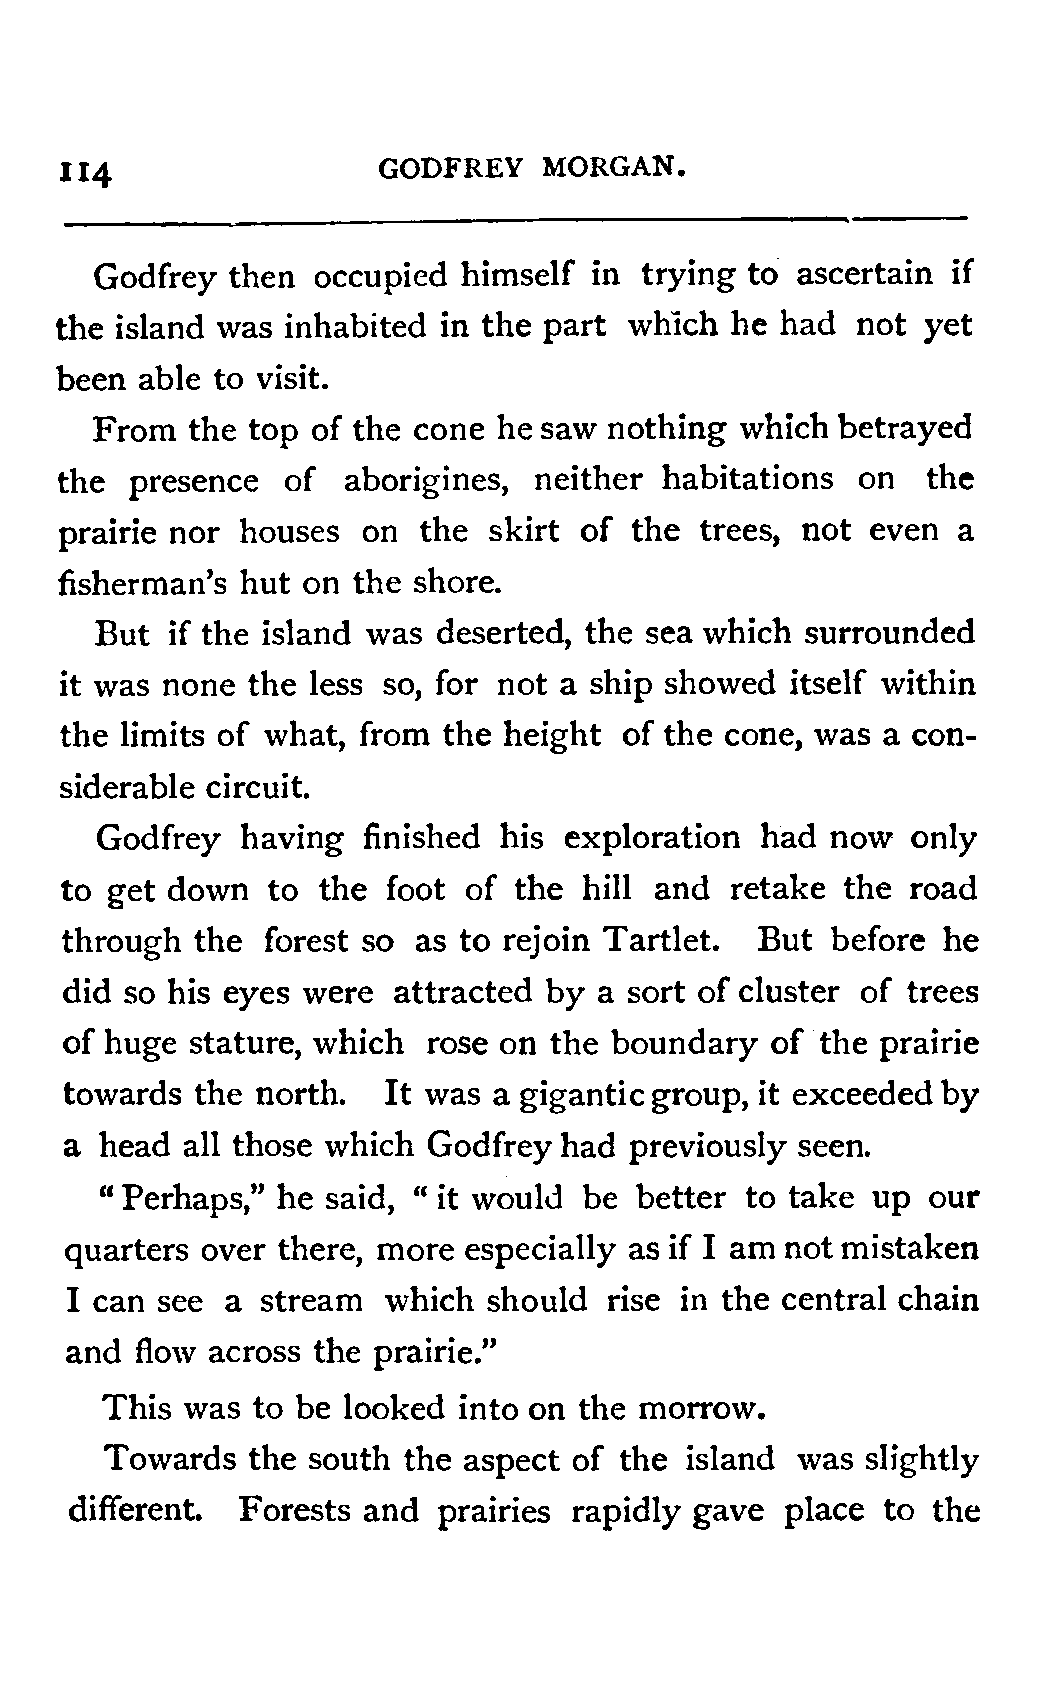 114 GODFREY MORGAN.
Godfrey then occupied himself in trying to ascertain if
the island was inhabited in the part which he had not yet
been able to visit.
From the top of the cone he saw nothing which betrayed
the presence of aborigines, neither habitations on the
prairie nor houses on the skirt of the trees, not even a
fisherman's hut on the shore.
But if the island was deserted, the sea which surrounded
it was none the less so, for not a ship showed itself within
the limits of what, from the height of the cone, was a con-
siderable circuit.
Godfrey having finished his exploration had now only
to get down to the foot of the hill and retake the road
through the forest so as to rejoin Tartlet. But before he
did so his eyes were attracted by a sort of cluster of trees
of huge stature, which rose on the boundary of the prairie
towards the north. It was a gigantic group, it exceeded by
a head all those which Godfrey had previously seen.
"Perhaps," he said, "it would be better to take up our
quarters over there, more especially as if I am not mistaken
I can see a stream which should rise in the central chain
and flow across the prairie."
This was to be looked into on the morrow.
Towards the south the aspect of the island was slightly
different. Forests and prairies rapidly gave place to the